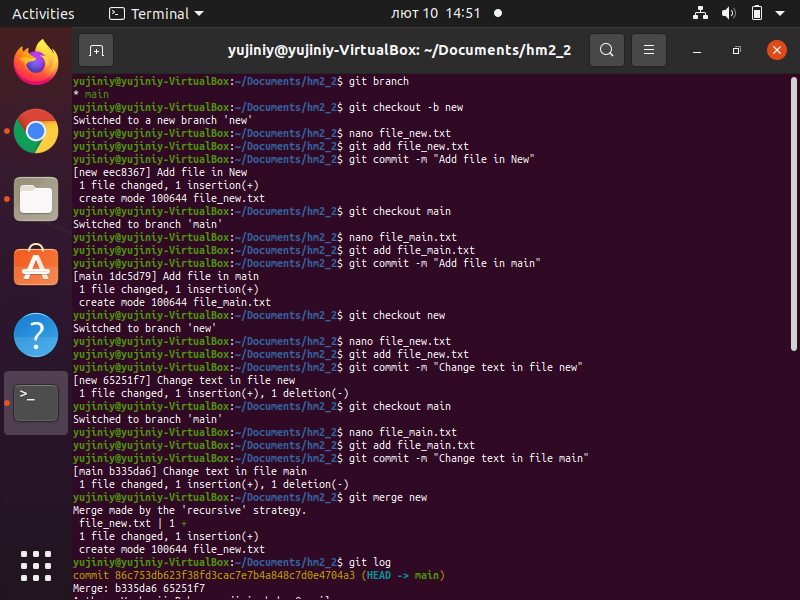 Activities
Terminal
лют 10 14:51
yujiniy@yujiniy-VirtualBox: ~/Documents/hm2_2
yujiniy@yujiniy-VirtualBox:~/Documents/hm2_2$ git branch
* main
yujiniy@yujiniy-VirtualBox:~/Documents/hm2_2$ git checkout -b new
Switched to a new branch 'new'
yujiniy@yujiniy-VirtualBox:~/Documents/hm2_2$ nano file_new.txt
yujiniy@yujiniy-VirtualBox:~/Documents/hm2_2$ git add file_new.txt
yujiniy@yujiniy-VirtualBox:~/Documents/hm2_2$ git commit -m "Add file in New"
[new eec8367] Add file in New
1 file changed, 1 insertion(+)
create mode 100644 file_new.txt
yujiniy@yujiniy-VirtualBox:~/Documents/hm2_2$ git checkout main
Switched to branch 'main'
yujiniy@yujiniy-VirtualBox:~/Documents/hm2_2$ nano file_main.txt
yujiniy@yujiniy-VirtualBox:~/Documents/hm2_2$ git add file_main.txt
yujiniy@yujiniy-VirtualBox:~/Documents/hm2_2$ git commit -m "Add file in main"
[main 1dc5d79] Add file in main
1 file changed, 1 insertion(+)
create mode 100644 file_main.txt
yujiniy@yujiniy-VirtualBox:~/Documents/hm2_2$ git checkout new
Switched to branch 'new'
yujiniy@yujiniy-VirtualBox:~/Documents/hm2_2$ nano file_new.txt
yujiniy@yujiniy-VirtualBox:~/Documents/hm2_2$ git add file_new.txt
yujiniy@yujiniy-VirtualBox:~/Documents/hm2_2$ git commit -m "Change text in file new"
[new 65251f7] Change text in file new
1 file changed, 1 insertion(+), 1 deletion(-)
yujiniy@yujiniy-VirtualBox:~/Documents/hm2_2$ git checkout main
Switched to branch 'main'
yujiniy@yujiniy-VirtualBox:~/Documents/hm2_2$ nano file_main.txt
yujiniy@yujiniy-VirtualBox:~/Documents/hm2_2$ git add file_main.txt
yujiniy@yujiniy-VirtualBox:~/Documents/hm2_2$ git commit -m "Change text in file main"
[main b335da6] Change text in file main
1 file changed, 1 insertion(+), 1 deletion(-)
yujiniy@yujiniy-VirtualBox:~/Documents/hm2_2$ git merge new
Merge made by the 'recursive' strategy.
file_new.txt | 1 +
1 file changed, 1 insertion(+)
create mode 100644 file_new.txt
yujiniy@yujiniy-VirtualBox:~/Documents/hm2_2$ git log
commit 86c753db623f38fd3cac7e7b4a848c7d0e4704a3 (HEAD -> main)
Merge: b335da6 65251f7